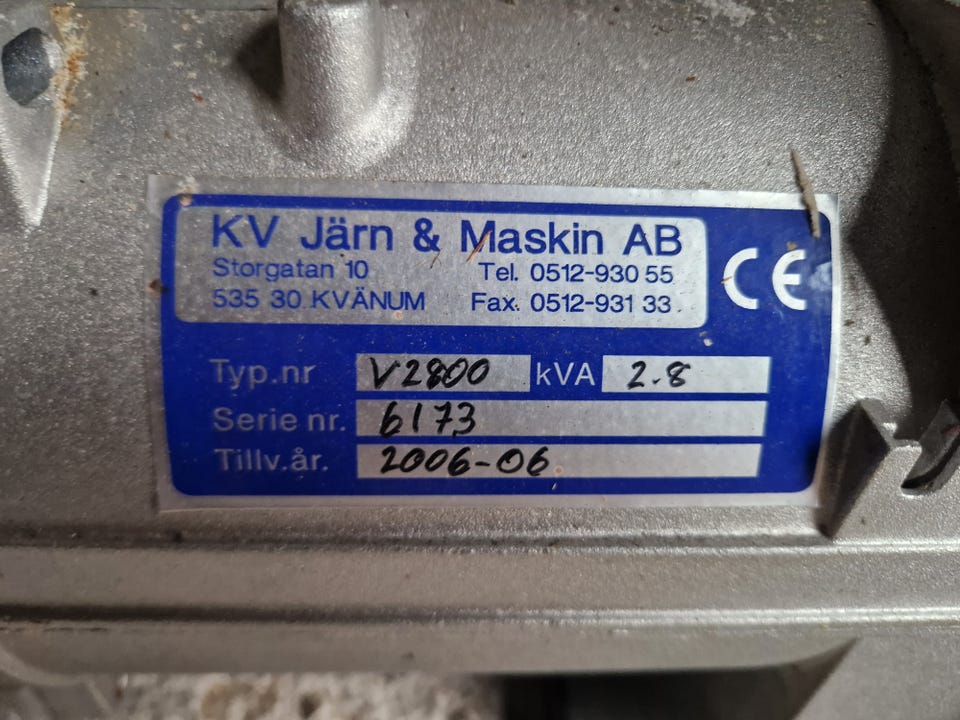 KV Järn & Maskin AB
Storgatan 10 Tel. 0512-930 55
535 30 KVÄNUM Fax. 0512-931 33
CE
Typ.nr V2800 kVA 2.8
Serie nr. 6173
Tillv.år. 2006-06